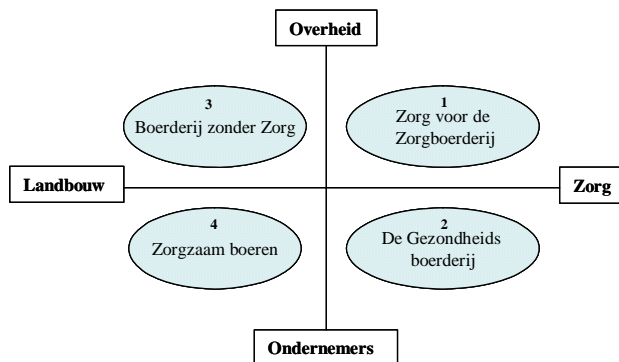 Overheid
3
Boerderij zonder Zorg
1
Zorg voor de
Zorgboerderij
Landbouw
Zorg
4
Zorgzaam boeren
2
De Gezondheids
boerderij
Ondernemers